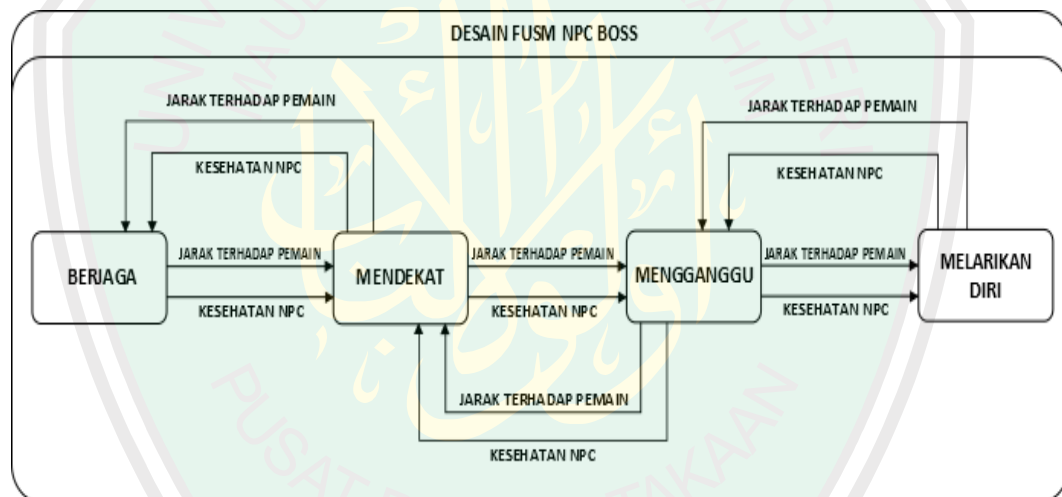 DESAIN FUSM NPC BOSS
JARAK TERHADAP PEMAIN
KESEHATAN NPC
JARAK TERHADAP PEMAIN
KESEHATAN NPC
BERJAGA
JARAK TERHADAP PEMAIN
KESEHATAN NPC
MENDEKAT
JARAK TERHADAP PEMAIN
KESEHATAN NPC
MENGGANGGU
JARAK TERHADAP PEMAIN
KESEHATAN NPC
MELARIKAN
DIRI
JARAK TERHADAP PEMAIN
KESEHATAN NPC